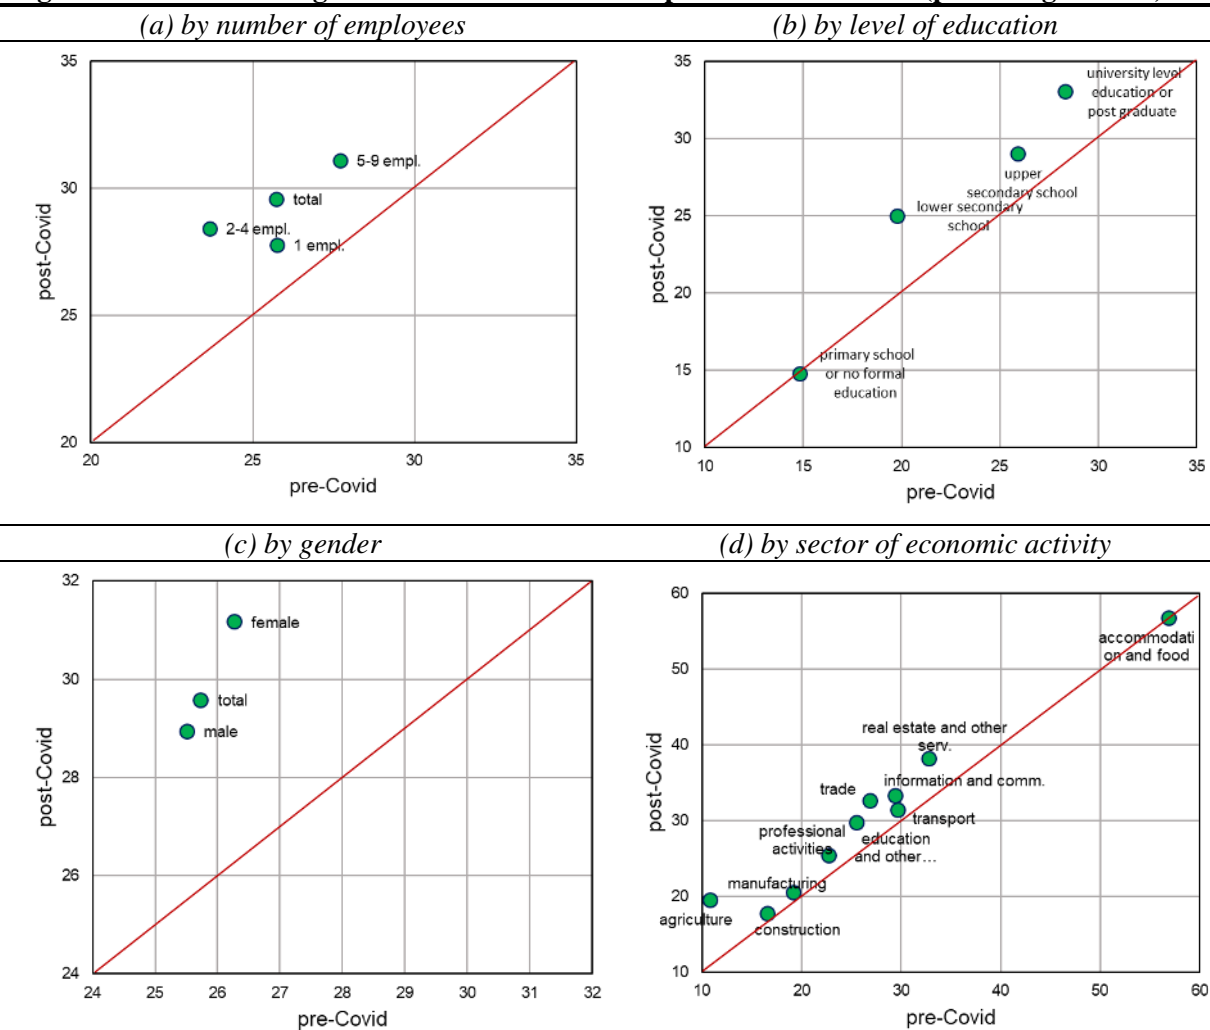 (a) by number of employees
(b) by level of education
35
30
25
20
20
25
30
35
post-Covid
pre-Covid
5-9 empl.
total
2-4 empl.
1 empl.
35
30
25
20
15
10
10
15
20
25
30
35
post-Covid
pre-Covid
university level
education or
post graduate
upper
secondary school
lower secondary
school
primary school
or no formal
education
(c) by gender
(d) by sector of economic activity
32
30
28
26
24
24
25
26
27
28
29
30
31
32
post-Covid
pre-Covid
female
total
male
60
50
40
30
20
10
10
20
30
40
50
60
post-Covid
pre-Covid
accommodati
on and food
real estate and other
serv.
information and comm.
trade
transport
professional
activities
education
and other…
manufacturing
agriculture
construction